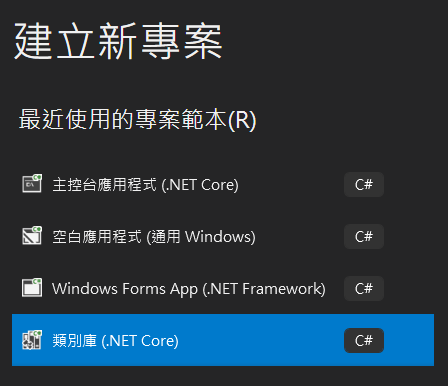 建立新專案
最近使用的專案範本(R)
主控台應用程式 (.NET Core) C#
空白應用程式 (通用 Windows) C#
Windows Forms App (.NET Framework) C#
類別庫 (.NET Core) C#